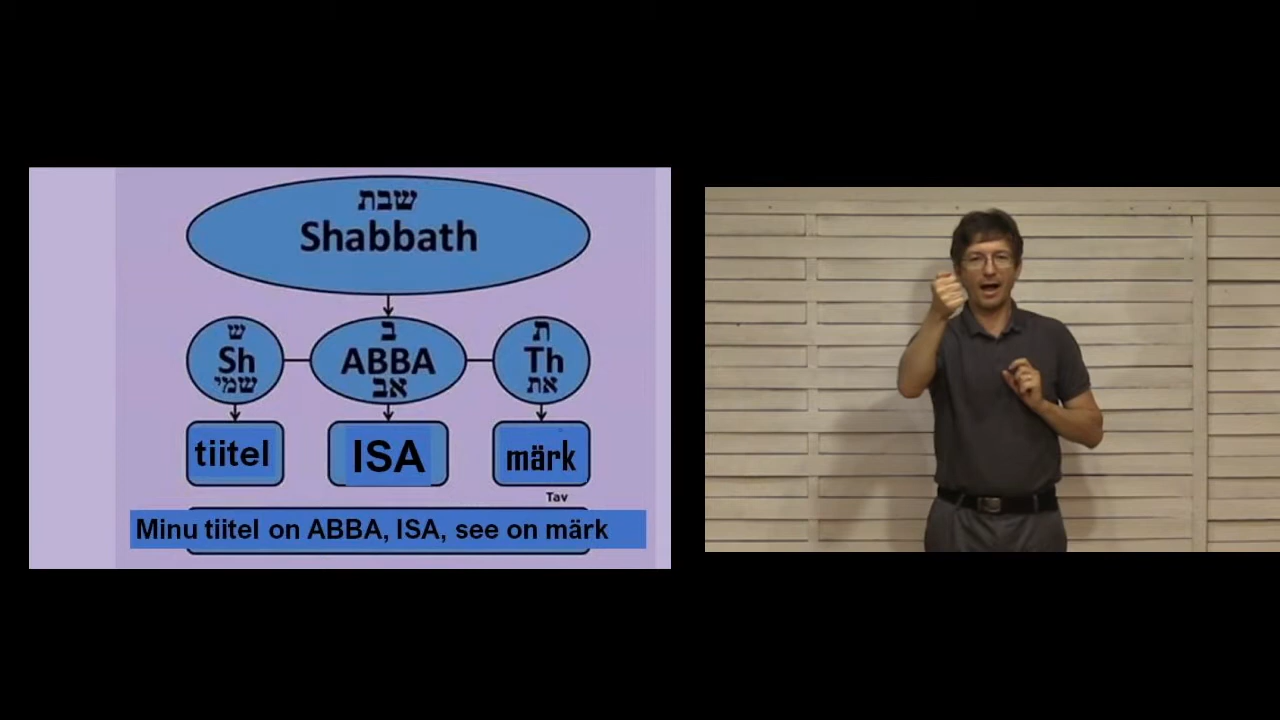 שבת
Shabbath
ש ב ת
Sh ABBA Th
שמי אב את
tiitel ISA märk
Tav
Minu tiitel on ABBA, ISA, see on märk